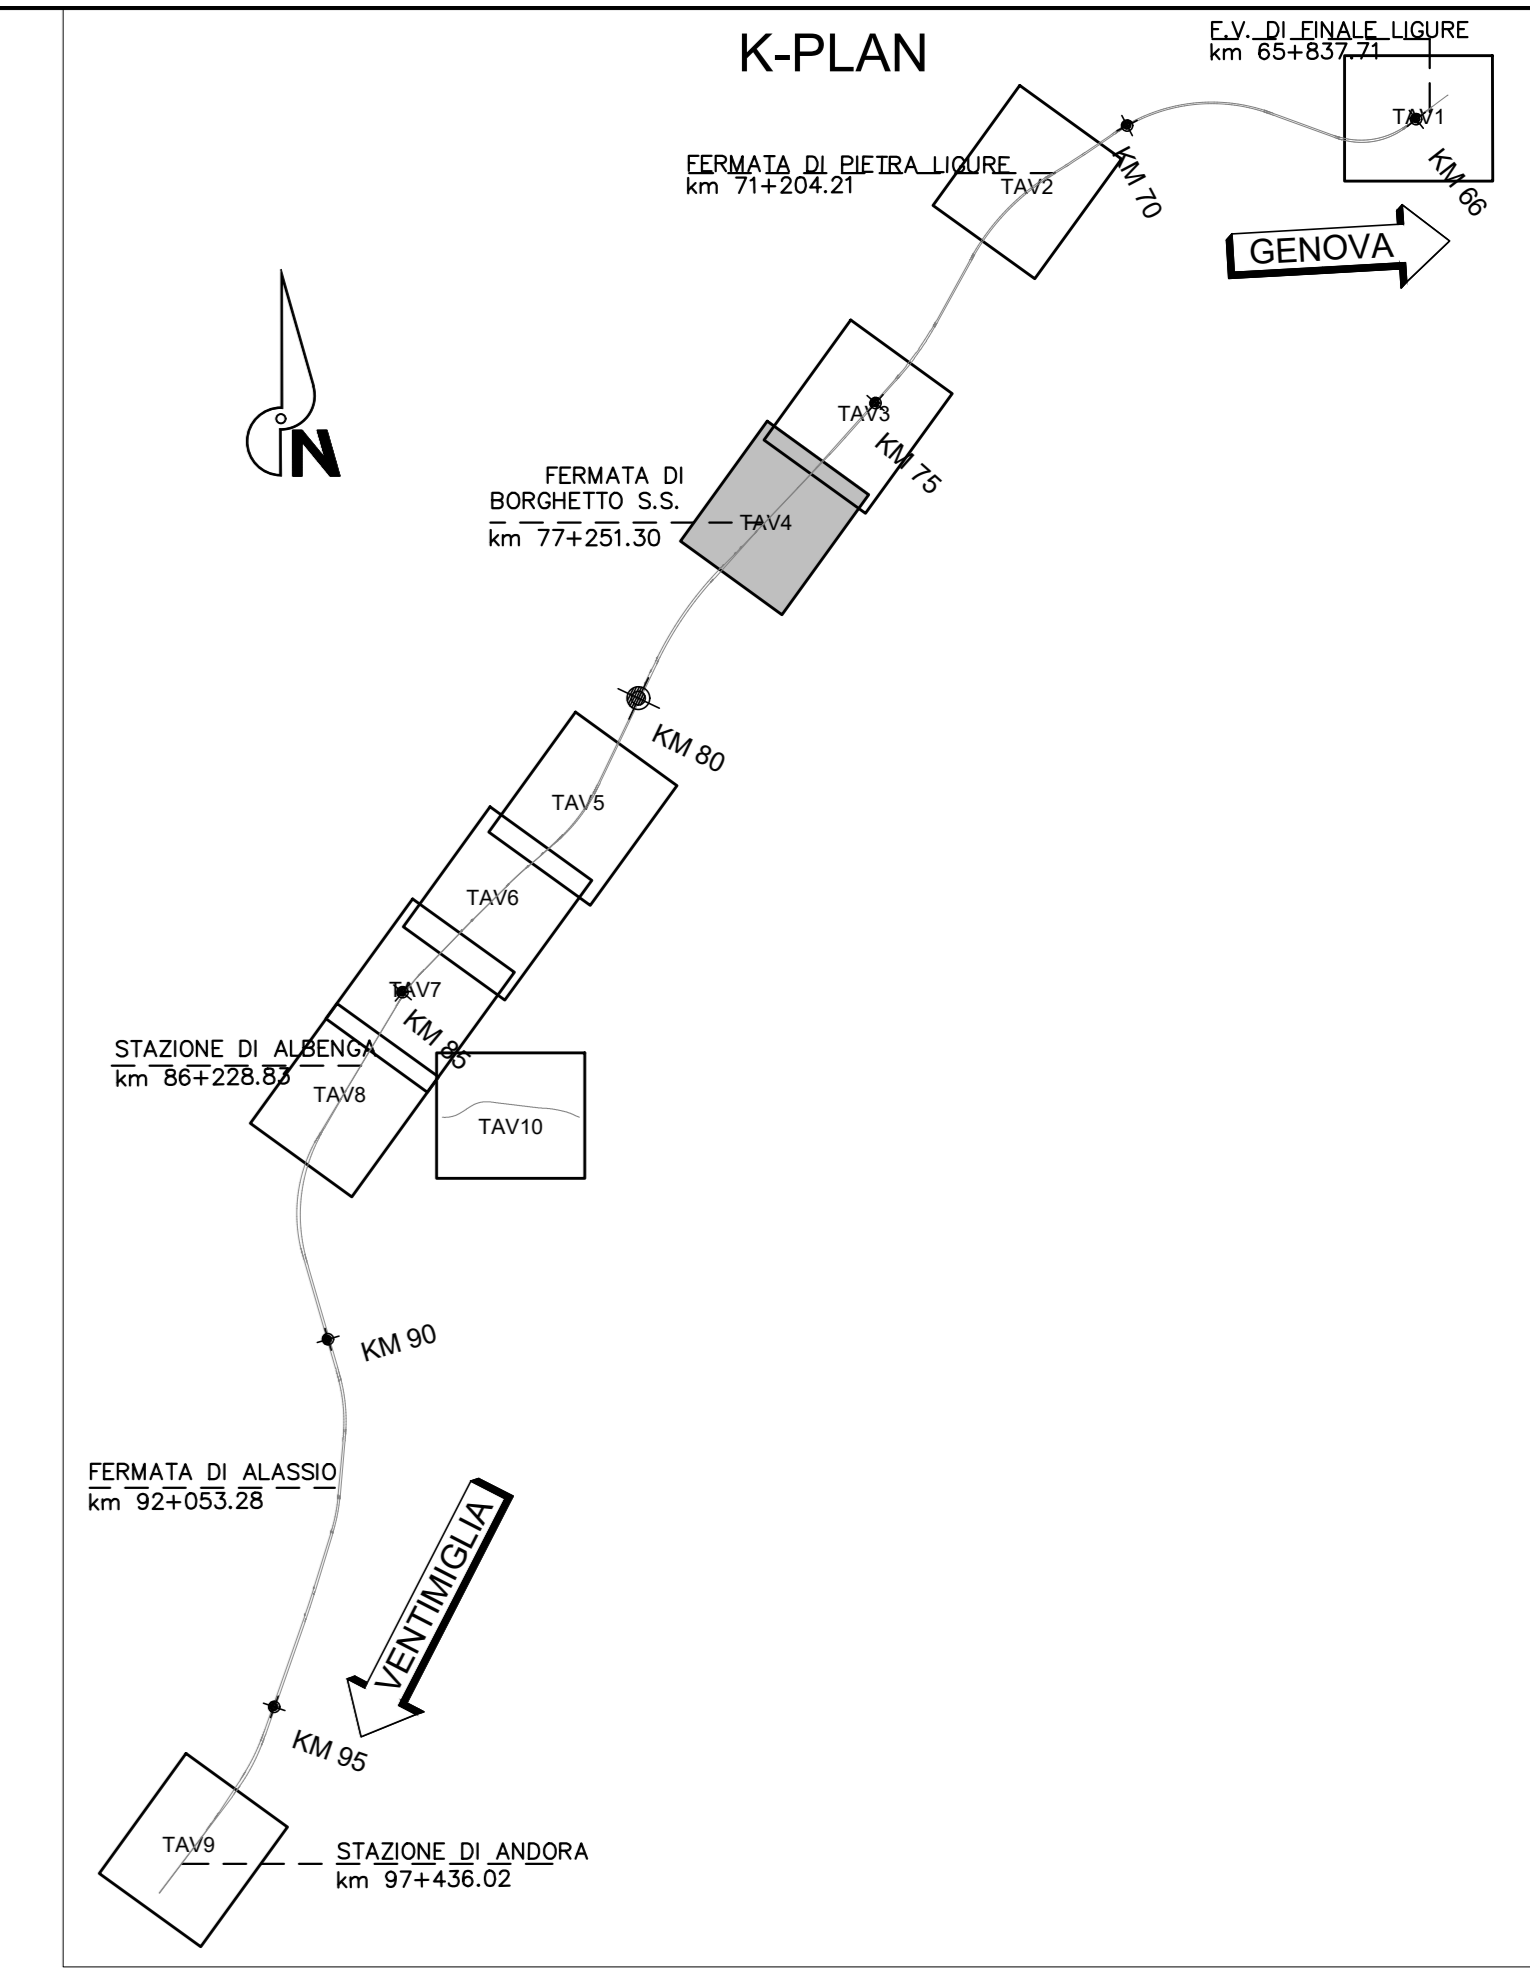 K-PLAN
F.V. DI FINALE LIGURE
km 65+837.71
TAV1
KM 66
KM 70
FERMATA DI PIETRA LIGURE
km 71+204.21
TAV2
GENOVA
N
TAV3
KM 75
FERMATA DI
BORGHETTO S.S.
km 77+251.30
TAV4
KM 80
TAV5
TAV6
TAV7
KM 85
STAZIONE DI ALBENGA
km 86+228.83
TAV8
TAV10
KM 90
FERMATA DI ALASSIO
km 92+053.28
VENTIMIGLIA
KM 95
TAV9
STAZIONE DI ANDORA
km 97+436.02